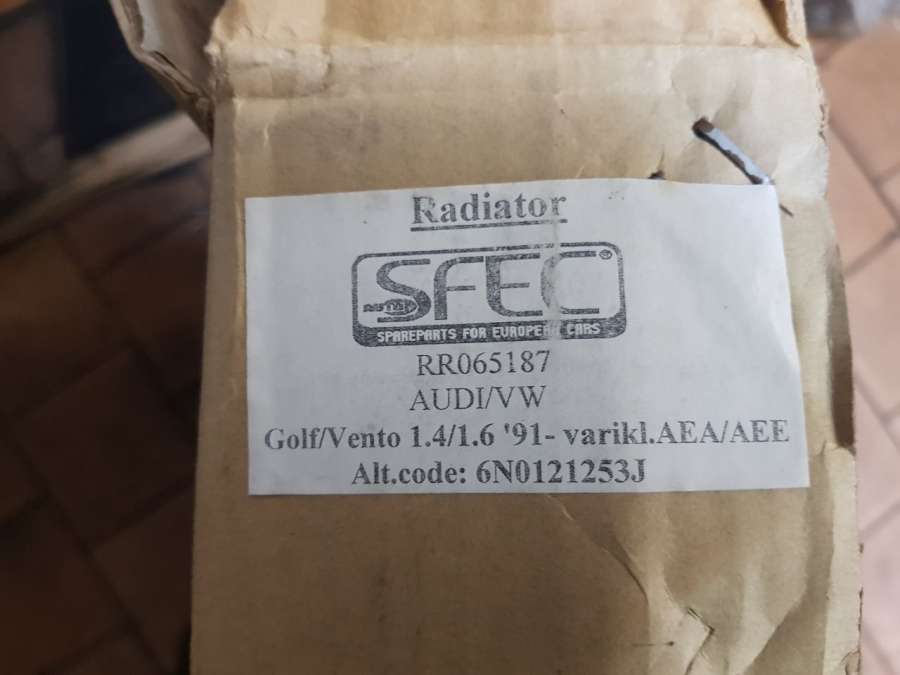 Radiator
SFEC®
SPAREPARTS FOR EUROPEAN CARS
RR065187
AUDI/VW
Golf/Vento 1.4/1.6 '91- varikl.AEA/AEE
Alt.code: 6N0121253J